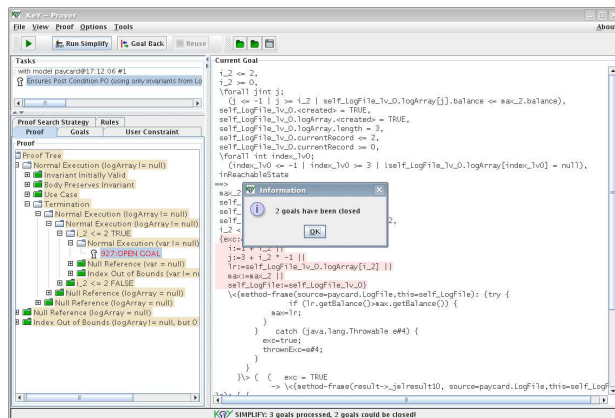 KeY -- Prover
File View Proof Options Tools
About
Run Simplify Goal Back Reuse
Tasks
with model paycard@17:12:06 #1
Ensures Post Condition PO (using only invariants from Lo
Proof Search Strategy Rules
Proof Goals User Constraint
Proof
Proof Tree
Normal Execution (logArray != null)
Invariant Initially Valid
Body Preserves Invariant
Use Case
Termination
Normal Execution (logArray != null)
Normal Execution (logArray != null)
i_2 <= 2 TRUE
Normal Execution (var != null)
927:OPEN GOAL
Null Reference (var = null)
Index Out of Bounds (var != nu
i_2 <= 2 FALSE
Null Reference (logArray = null)
Null Reference (logArray = null)
Null Reference (logArray = null)
Index Out of Bounds (logArray != null, but 0
Current Goal
i_2 <= 2,
i_2 >= 0,
\forall jint j;
(j <= -1 | j >= i_2 | self_LogFile_lv_0.logArray[j].balance <= max_2.balance),
self_LogFile_lv_0.<created> = TRUE,
self_LogFile_lv_0.logArray.<created> = TRUE,
self_LogFile_lv_0.logArray.length = 3,
self_LogFile_lv_0.currentRecord <= 2,
self_LogFile_lv_0.currentRecord >= 0,
\forall int index_lv0;
(index_lv0 <= -1 | index_lv0 >= 3 | !self_LogFile_lv_0.logArray[index_lv0] = null),
inReachableState
==>
max_2
self_
self_
self_
i_2 <
Information
2 goals have been closed
OK
{exc:=
i:=1 + i_2 ||
j:=3 + i_2 * -1 ||
lr:=self_LogFile_lv_0.logArray[i_2] ||
max:=max_2 ||
self_LogFile:=self_LogFile_lv_0}
\<{method-frame(source=paycard.LogFile,this=self_LogFile): {try {
if (lr.getBalance()>max.getBalance()) {
max=lr;
}
} catch (java.lang.Throwable e#4) {
exc=true;
thrownExc=e#4;
}
}
}\> ( ( exc = TRUE
-> \<{method-frame(result->_jmlresult10, source=paycard.LogFile,this=self_LogF
KeY SIMPLIFY: 3 goals processed, 2 goals could be closed!